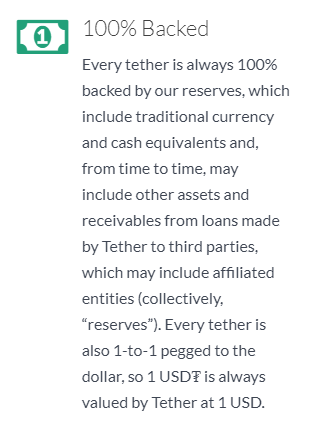 1
100% Backed
Every tether is always 100%
backed by our reserves, which
include traditional currency
and cash equivalents and,
from time to time, may
include other assets and
receivables from loans made
by Tether to third parties,
which may include affiliated
entities (collectively,
“reserves”). Every tether is
also 1-to-1 pegged to the
dollar, so 1 USD₮ is always
valued by Tether at 1 USD.